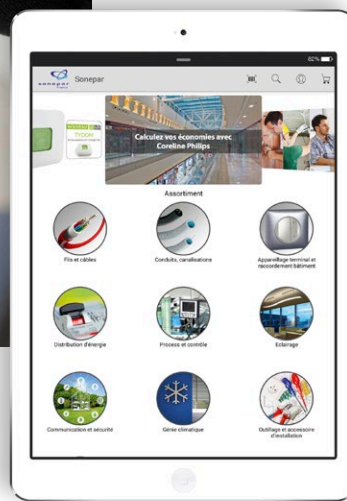 82%
sonepar
Sonepar
TYDOM
Calculez vos économies avec
Coreline Philips
Assortiment
Fils et câbles
Conduits, canalisations
Appareillage terminal et
raccordement bâtiment
Distribution d'énergie
Process et contrôle
Eclairage
Communication et sécurité
Génie climatique
Outillage et accessoire
d'installation